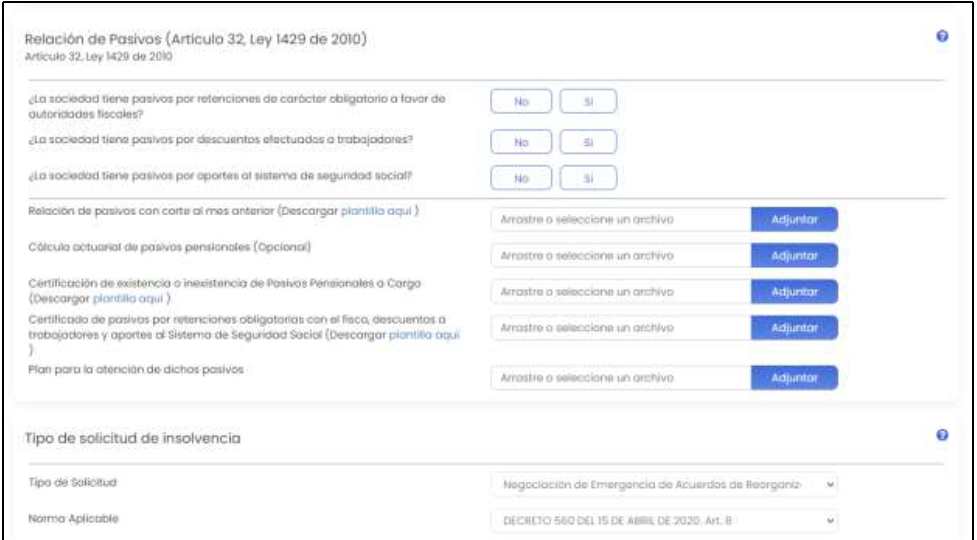 Relación de Pasivos (Artículo 32, Ley 1429 de 2010)
Artículo 32, Ley 1429 de 2010
¿La sociedad tiene pasivos por retenciones de carácter obligatorio a favor de
autoridades fiscales?
No Si
¿La sociedad tiene pasivos por descuentos efectuados a trabajadores?
No Si
¿La sociedad tiene pasivos por aportes al sistema de seguridad social?
No Si
Relación de pasivos con corte al mes anterior (Descargar plantilla aquí )
Arrastre o seleccione un archivo Adjuntar
Cálculo actuarial de pasivos pensionales (Opcional)
Arrastre o seleccione un archivo Adjuntar
Certificación de existencia o inexistencia de Pasivos Pensionales a Cargo
(Descargar plantilla aquí )
Arrastre o seleccione un archivo Adjuntar
Certificado de pasivos por retenciones obligatorias con el fisco, descuentos a
trabajadores y aportes al Sistema de Seguridad Social (Descargar plantilla aquí
)
Arrastre o seleccione un archivo Adjuntar
Plan para la atención de dichos pasivos
Arrastre o seleccione un archivo Adjuntar
Tipo de solicitud de insolvencia
Tipo de Solicitud
Negociación de Emergencia de Acuerdos de Reorganiz
Norma Aplicable
DECRETO 560 DEL 15 DE ABRIL DE 2020. Art. 8